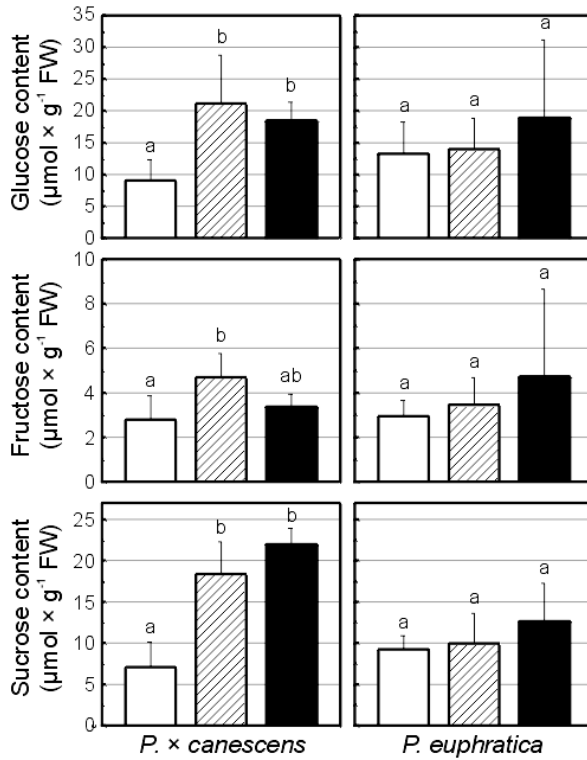 Glucose content
(µmol × g⁻¹ FW)
35
30
25
20
15
10
5
0
a
b
b
a
a
a
Fructose content
(µmol × g⁻¹ FW)
10
8
6
4
2
0
a
b
ab
a
a
a
Sucrose content
(µmol × g⁻¹ FW)
25
20
15
10
5
0
a
b
b
a
a
a
P. × canescens
P. euphratica